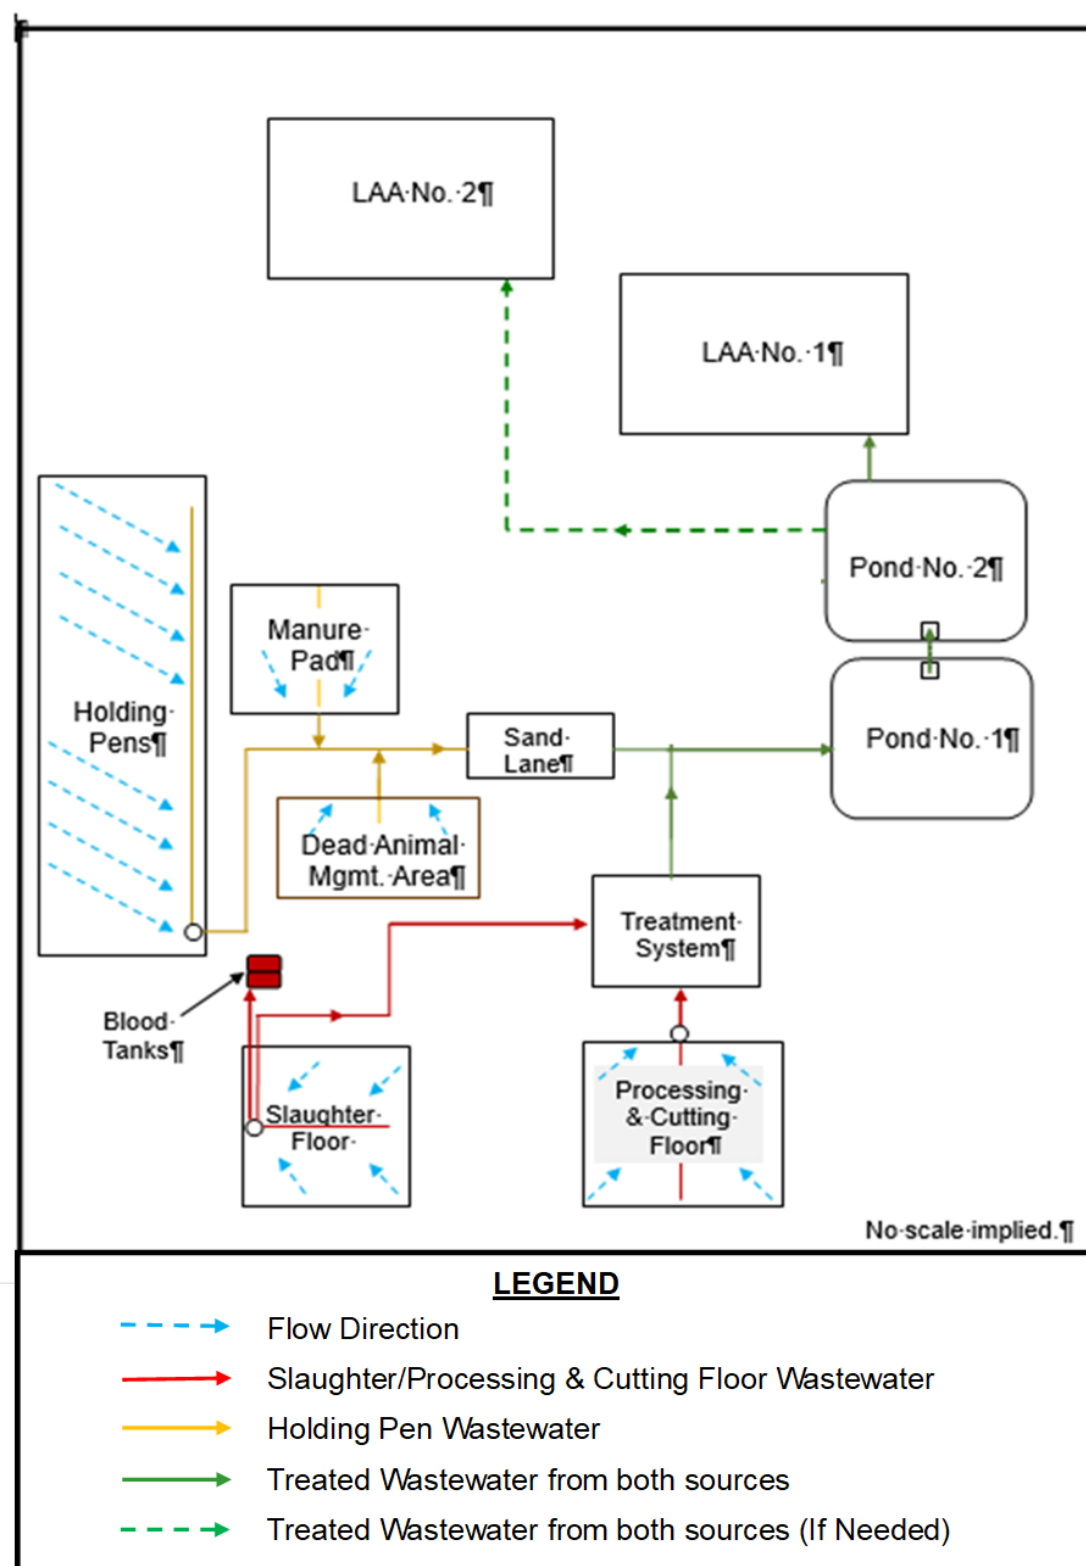 ¶
LAA·No.·2¶
LAA·No.·1¶
Pond·No.·2¶
Manure·
Pad¶
Holding·
Pens¶
Sand·
Lane¶
Pond·No.·1¶
Dead·Animal·
Mgmt.·Area¶
Treatment·
System¶
Blood·
Tanks¶
Slaughter·
Floor·
Processing·
&·Cutting·
Floor¶
No·scale·implied.¶
LEGEND
Flow Direction
Slaughter/Processing & Cutting Floor Wastewater
Holding Pen Wastewater
Treated Wastewater from both sources
Treated Wastewater from both sources (If Needed)